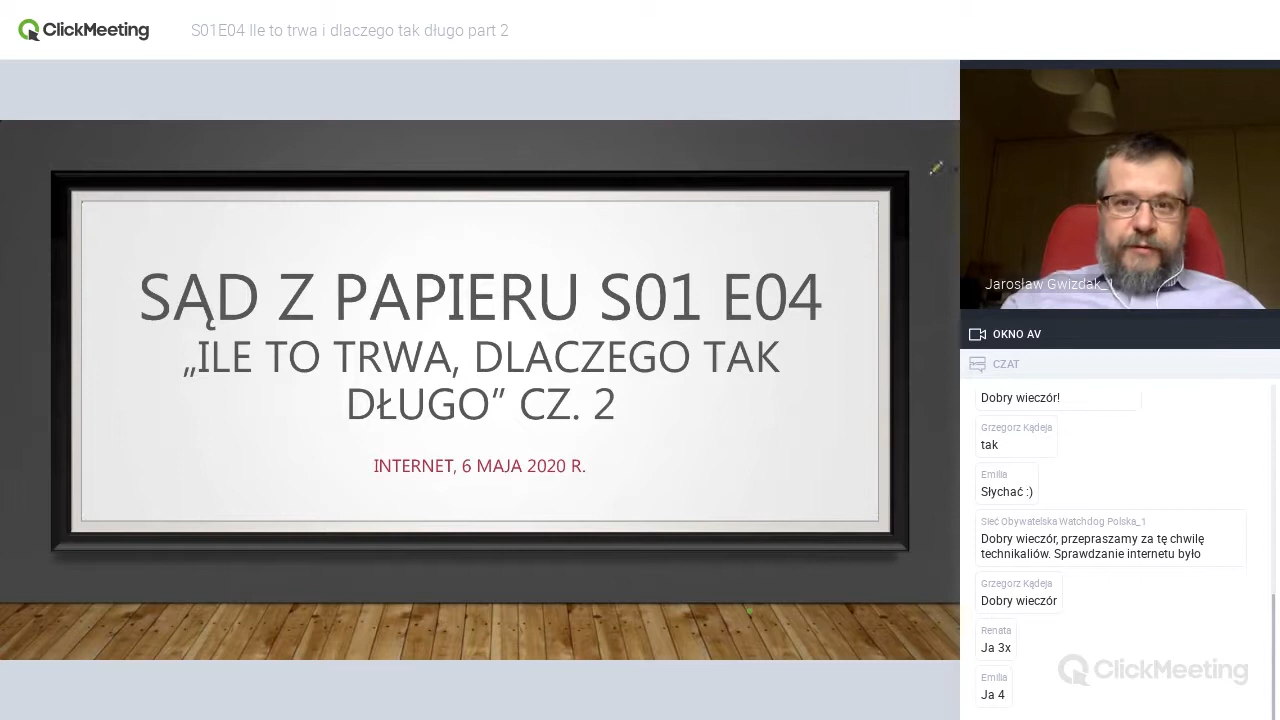 ClickMeeting
S01E04 Ile to trwa i dlaczego tak długo part 2
SĄD Z PAPIERU S01 E04
„ILE TO TRWA, DLACZEGO TAK
DŁUGO” CZ. 2
INTERNET, 6 MAJA 2020 R.
Jarosław Gwizdak_1
OKNO AV
CZAT
Dobry wieczór!
Grzegorz Kądeja
tak
Emilia
Słychać :)
Sieć Obywatelska Watchdog Polska_1
Dobry wieczór, przepraszamy za tę chwilę
technikaliów. Sprawdzanie internetu było
Grzegorz Kądeja
Dobry wieczór
Renata
Ja 3x
Emilia
Ja 4
ClickMeeting